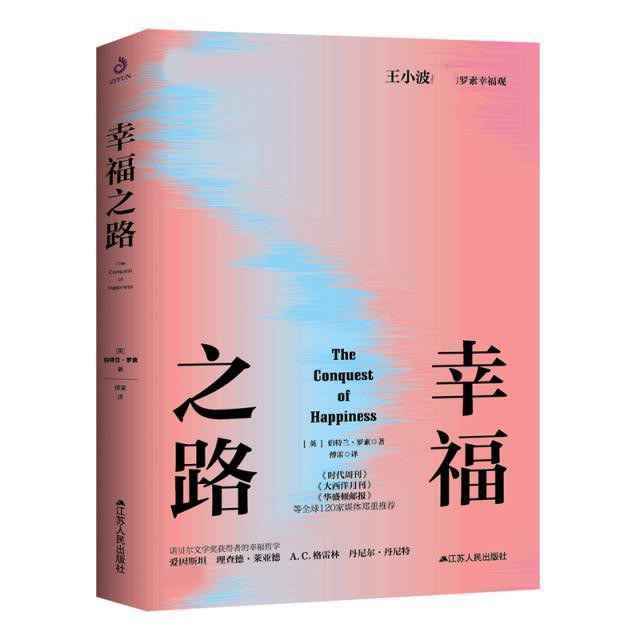 幸福之路
The
Conquest
of
Happiness
[英]
伯特兰·罗素
著
傅雷
译
江苏人民出版社
王小波 罗素幸福观
幸福
之路
The
Conquest
of
Happiness
[英] 伯特兰·罗素 著
傅雷 译
《时代周刊》
《大西洋月刊》
《华盛顿邮报》
等全球120家媒体郑重推荐
诺贝尔文学奖获得者的幸福哲学
爱因斯坦 理查德·莱亚德 A.C.格雷林 丹尼尔·丹尼特
江苏人民出版社